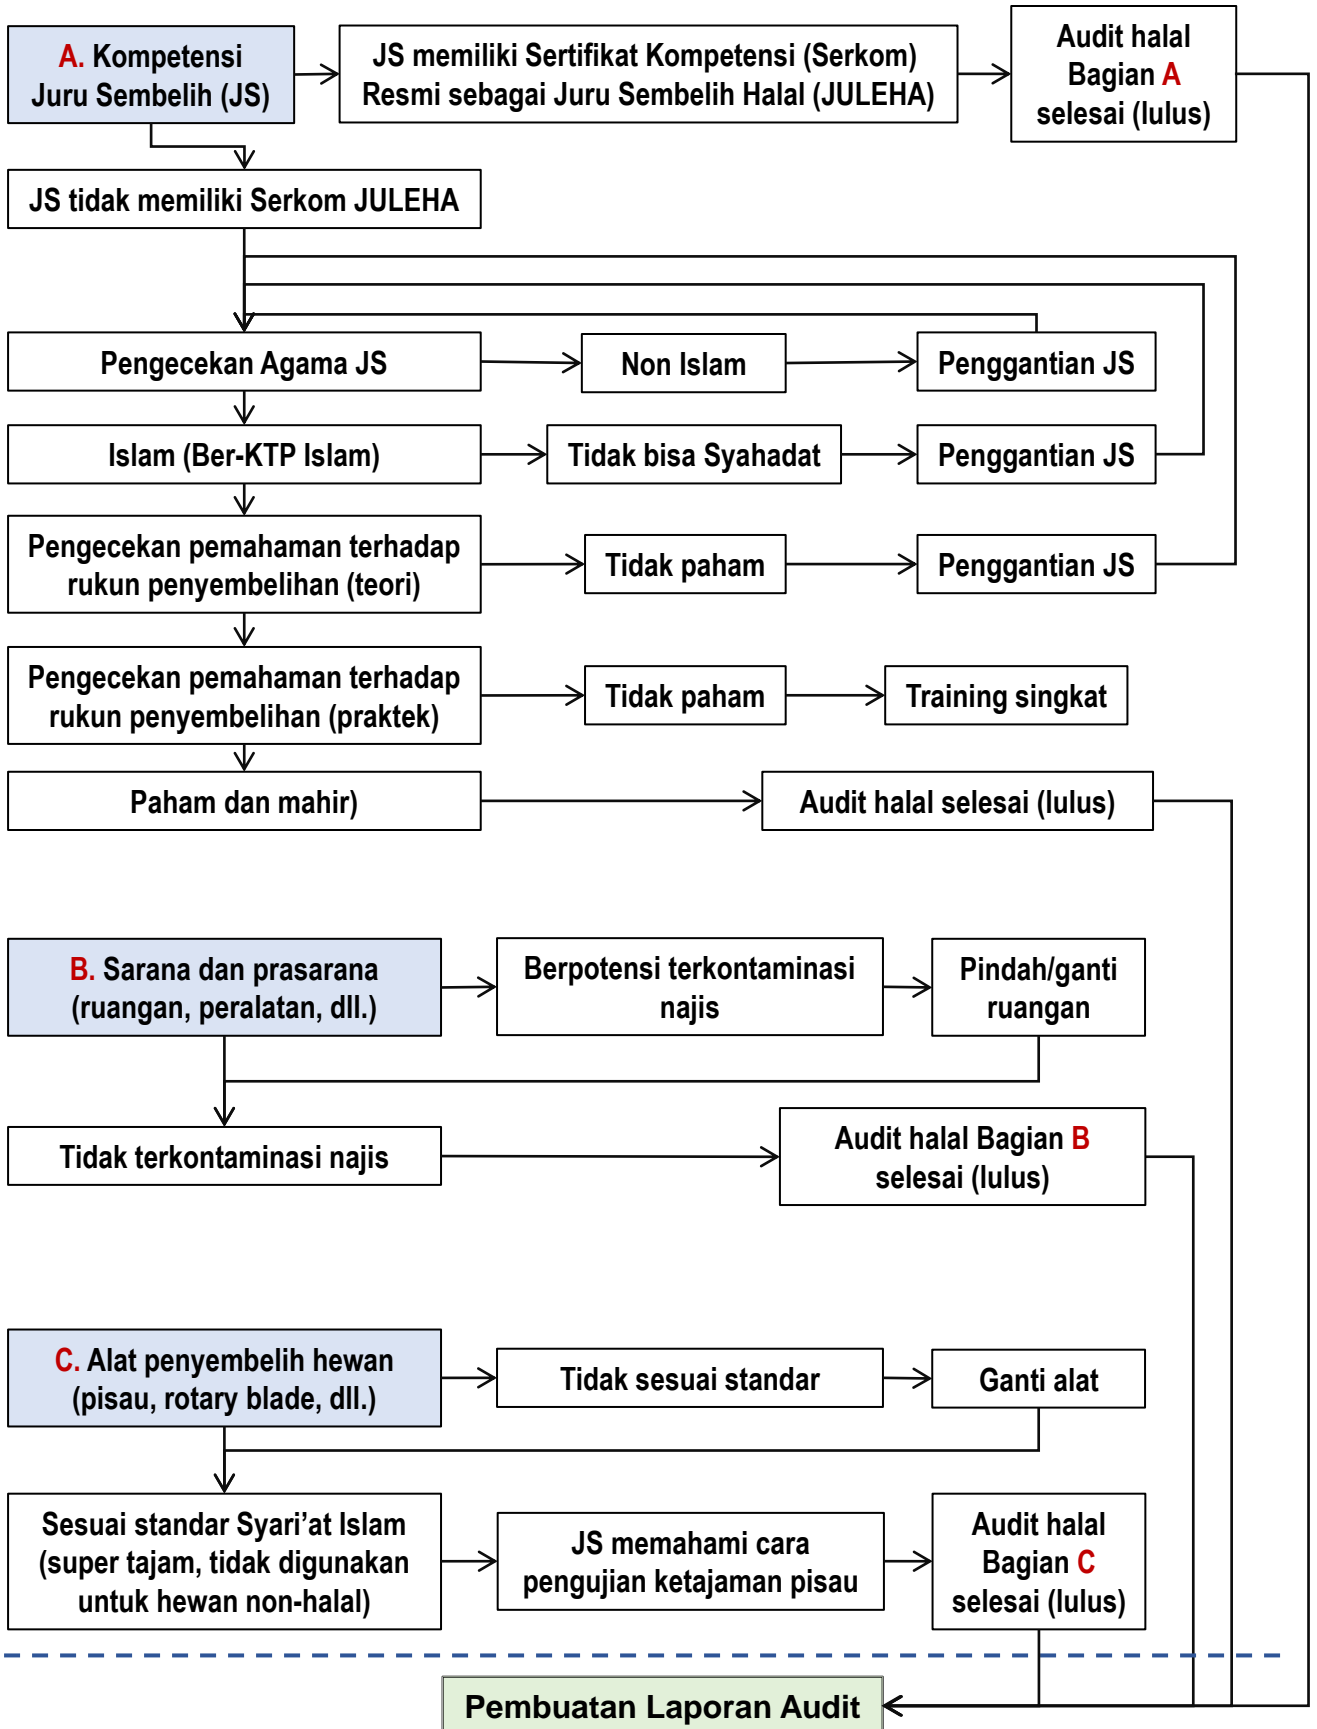 A. Kompetensi
Juru Sembelih (JS)
JS memiliki Sertifikat Kompetensi (Serkom)
Resmi sebagai Juru Sembelih Halal (JULEHA)
Audit halal
Bagian A
selesai (lulus)
JS tidak memiliki Serkom JULEHA
Pengecekan Agama JS
Non Islam
Penggantian JS
Islam (Ber-KTP Islam)
Tidak bisa Syahadat
Penggantian JS
Pengecekan pemahaman terhadap
rukun penyembelihan (teori)
Tidak paham
Penggantian JS
Pengecekan pemahaman terhadap
rukun penyembelihan (praktek)
Tidak paham
Training singkat
Paham dan mahir)
Audit halal selesai (lulus)
B. Sarana dan prasarana
(ruangan, peralatan, dll.)
Berpotensi terkontaminasi
najis
Pindah/ganti
ruangan
Tidak terkontaminasi najis
Audit halal Bagian B
selesai (lulus)
C. Alat penyembelih hewan
(pisau, rotary blade, dll.)
Tidak sesuai standar
Ganti alat
Sesuai standar Syari’at Islam
(super tajam, tidak digunakan
untuk hewan non-halal)
JS memahami cara
pengujian ketajaman pisau
Audit halal
Bagian C
selesai (lulus)
Pembuatan Laporan Audit